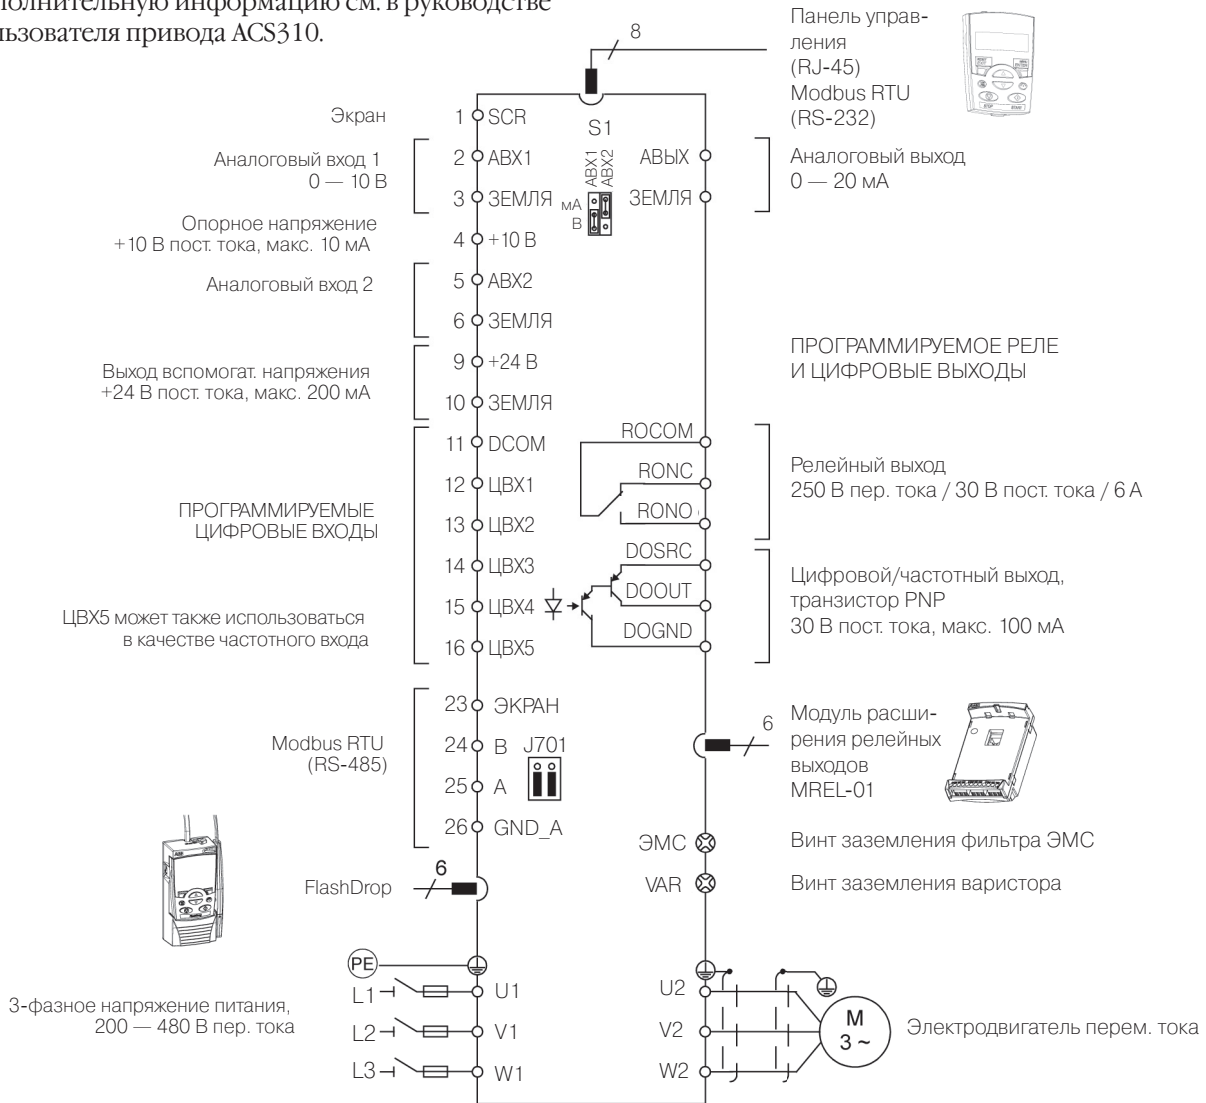 полнительную информацию см. в руководстве
льзователя привода ACS310.
8
Панель управ-
ления
(RJ-45)
Modbus RTU
(RS-232)
Экран
1 SCR
S1
Аналоговый вход 1
0 — 10 В
2 АВХ1
АВХ1
АВХ2
АВЫХ
Аналоговый выход
0 — 20 мА
3 ЗЕМЛЯ
мА
В
ЗЕМЛЯ
Опорное напряжение
+10 В пост. тока, макс. 10 мА
4 +10 В
Аналоговый вход 2
5 АВХ2
6 ЗЕМЛЯ
ПРОГРАММИРУЕМОЕ РЕЛЕ
И ЦИФРОВЫЕ ВЫХОДЫ
Выход вспомогат. напряжения
+24 В пост. тока, макс. 200 мА
9 +24 В
10 ЗЕМЛЯ
11 DCOM
ROCOM
12 ЦВХ1
RONC
Релейный выход
250 В пер. тока / 30 В пост. тока / 6 А
ПРОГРАММИРУЕМЫЕ
ЦИФРОВЫЕ ВХОДЫ
13 ЦВХ2
RONO
14 ЦВХ3
DOSRC
Цифровой/частотный выход,
транзистор PNP
30 В пост. тока, макс. 100 мА
15 ЦВХ4
DOOUT
ЦВХ5 может также использоваться
в качестве частотного входа
16 ЦВХ5
DOGND
23 ЭКРАН
6
Модуль расши-
рения релейных
выходов
MREL-01
Modbus RTU
(RS-485)
24 B J701
25 A
26 GND_A
ЭМС
Винт заземления фильтра ЭМС
FlashDrop
6
VAR
Винт заземления варистора
PE
3-фазное напряжение питания,
200 — 480 В пер. тока
L1
U1
U2
L2
V1
V2
M
3 ~
Электродвигатель перем. тока
L3
W1
W2